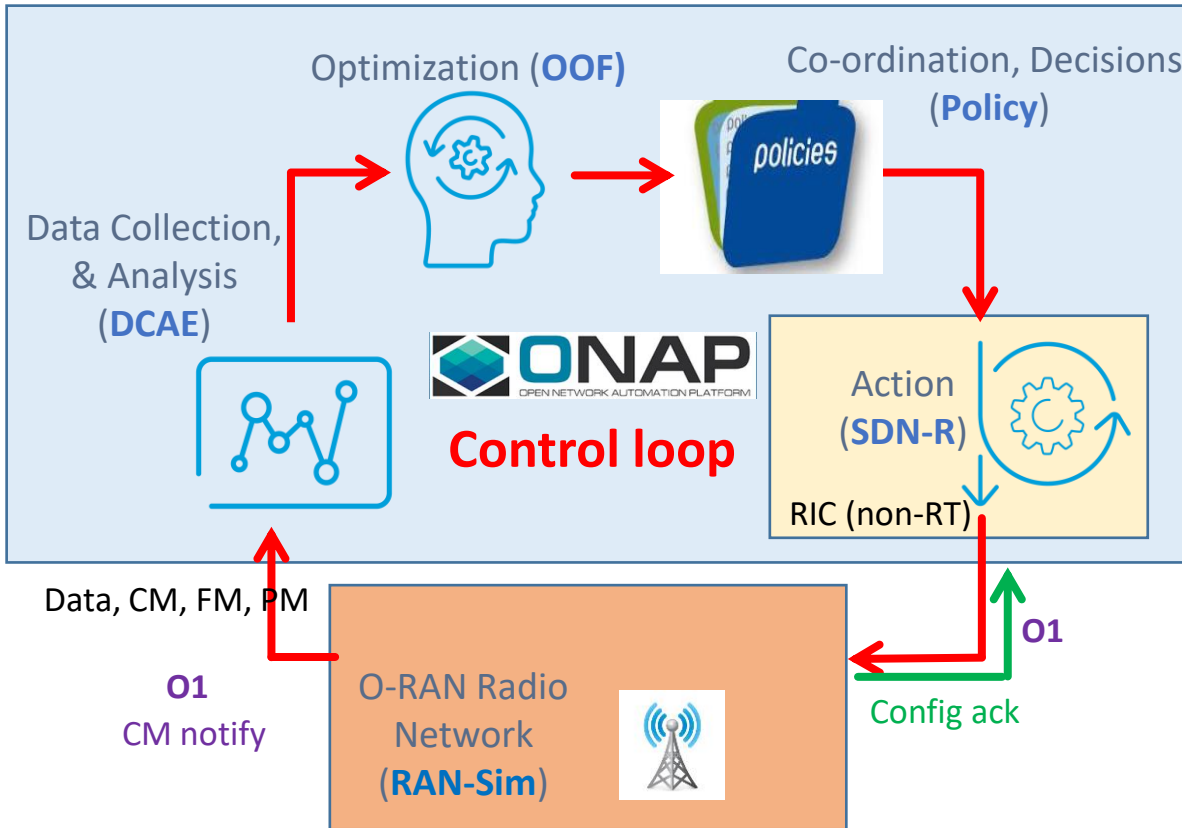 Optimization (OOF)
Co-ordination, Decisions
(Policy)
poli
polic
policies
Data Collection,
& Analysis
(DCAE)
ONAP
OPEN NETWORK AUTOMATION PLATFORM
Control loop
Action
(SDN-R)
RIC (non-RT)
Data, CM, FM, PM
O1
CM notify
O-RAN Radio
Network
(RAN-Sim)
O1
Config ack